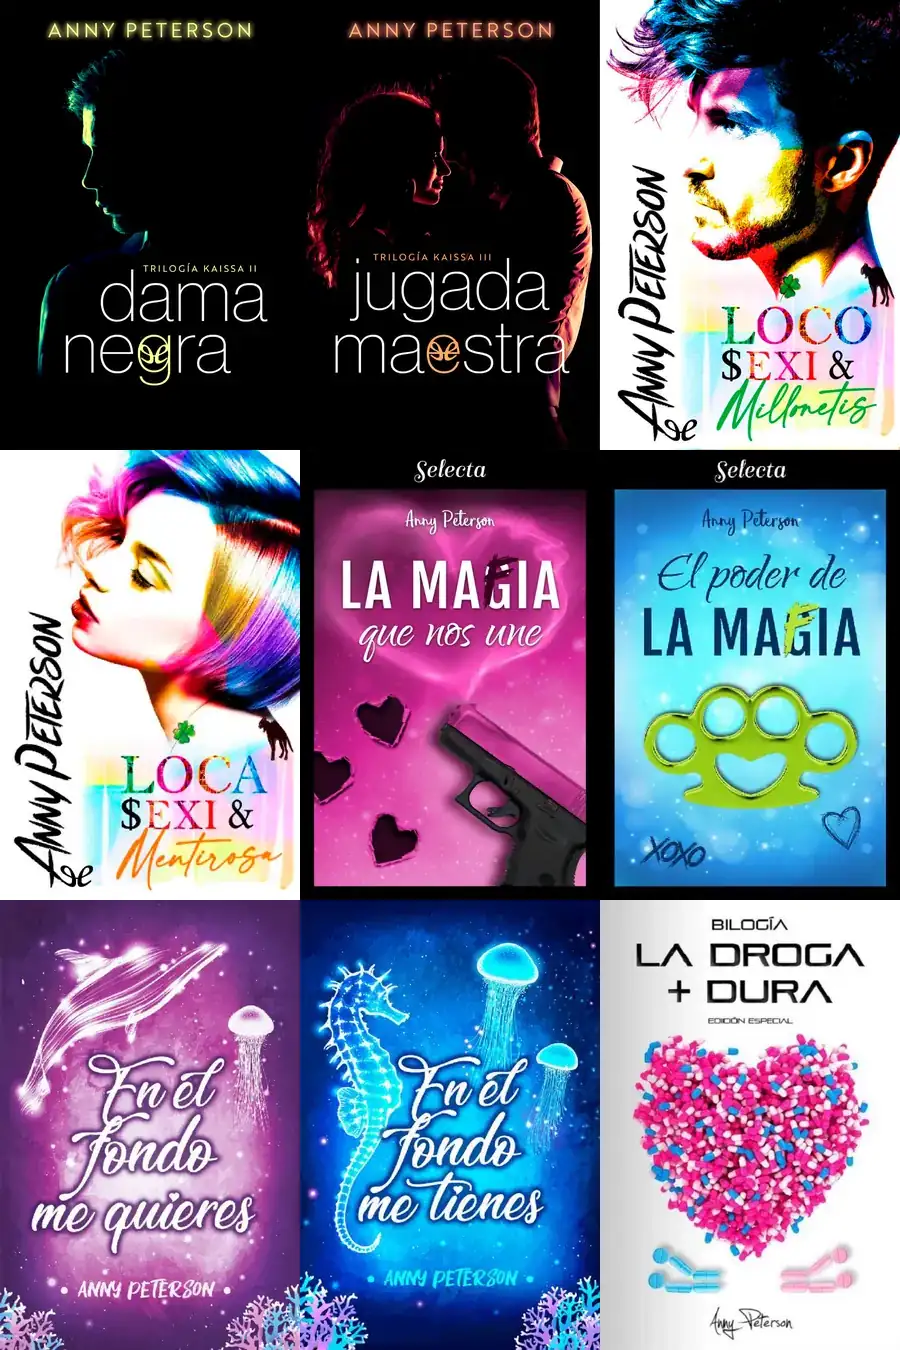 ANNY PETERSON
TRILOGÍA KAISSA II
dama
negra
ANNY PETERSON
TRILOGÍA KAISSA III
jugada
maestra
ANNY PETERSON
LOCO
$EXI &
Millonetis
ANNY PETERSON
LOCA
$EXI &
Mentirosa
Selecta
Anny Peterson
LA MAFIA
que nos une
Selecta
Anny Peterson
El poder de
LA MAFIA
XOXO
En el
fondo
me quieres
• ANNY PETERSON •
En el
fondo
me tienes
• ANNY PETERSON •
BILOGÍA
LA DROGA
+ DURA
EDICIÓN ESPECIAL
Anny Peterson